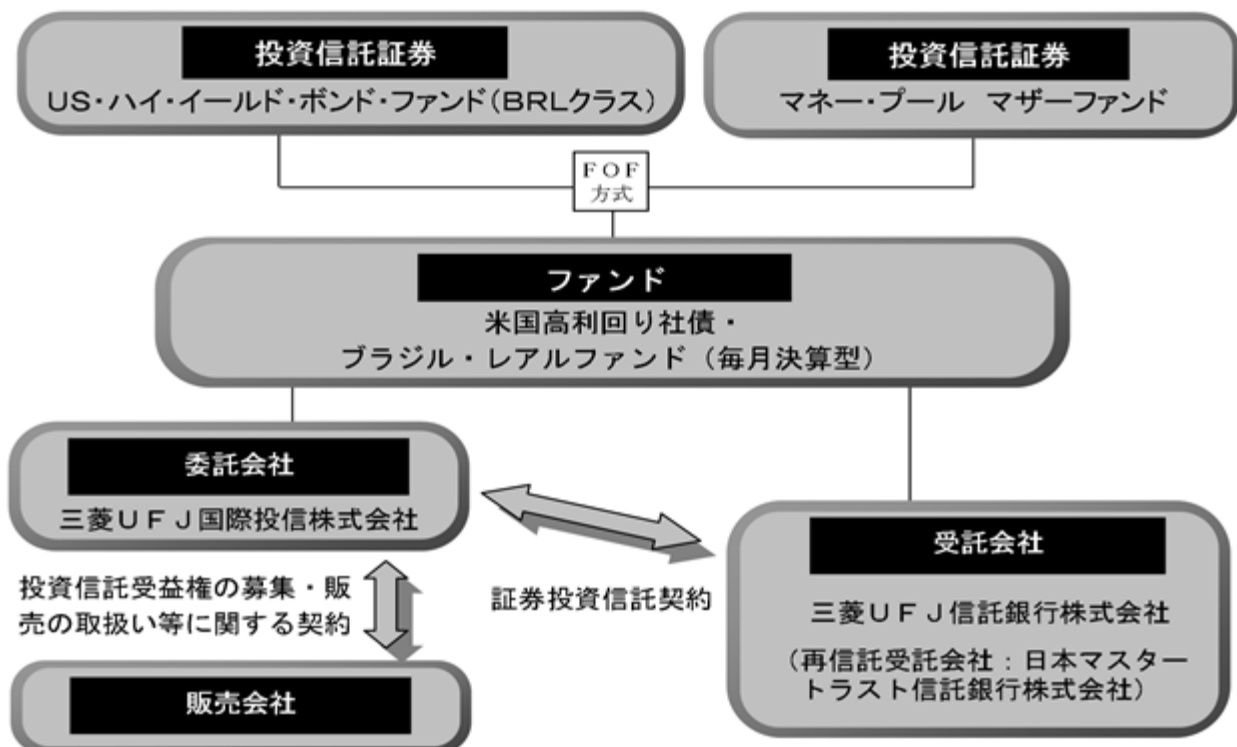 投資信託証券
US・ハイ・イールド・ボンド・ファンド(BRLクラス)
投資信託証券
マネー・プール　マザーファンド
FOF
方式
ファンド
米国高利回り社債・
ブラジル・レアルファンド（毎月決算型）
委託会社
三菱ＵＦＪ国際投信株式会社
投資信託受益権の募集・販
売の取扱い等に関する契約
販売会社
証券投資信託契約
受託会社
三菱ＵＦＪ信託銀行株式会社
（再信託受託会社：日本マスター
トラスト信託銀行株式会社）